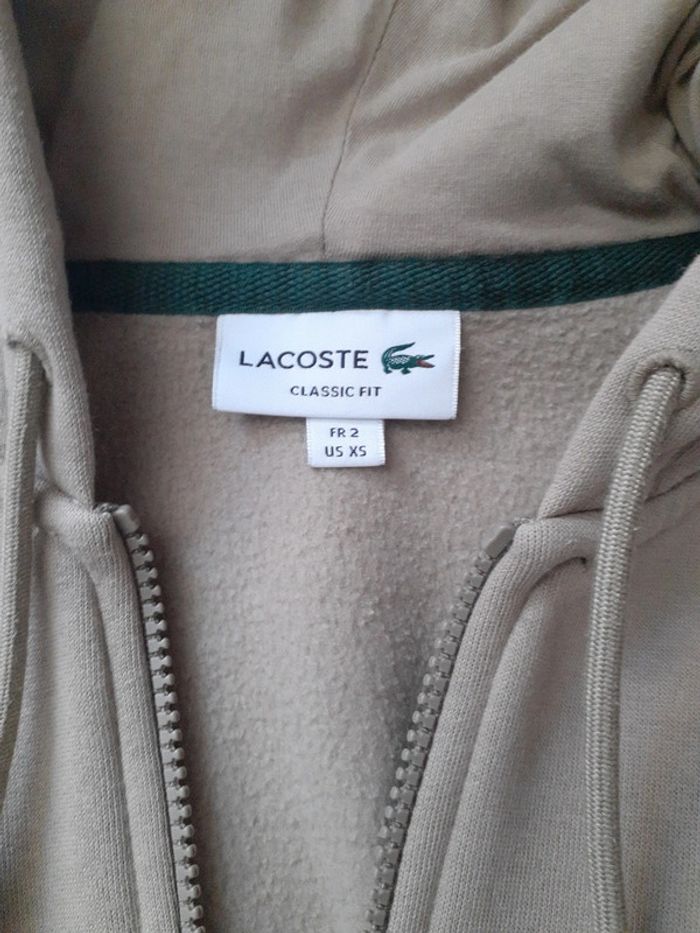 LACOSTE
CLASSIC FIT
FR 2
US XS